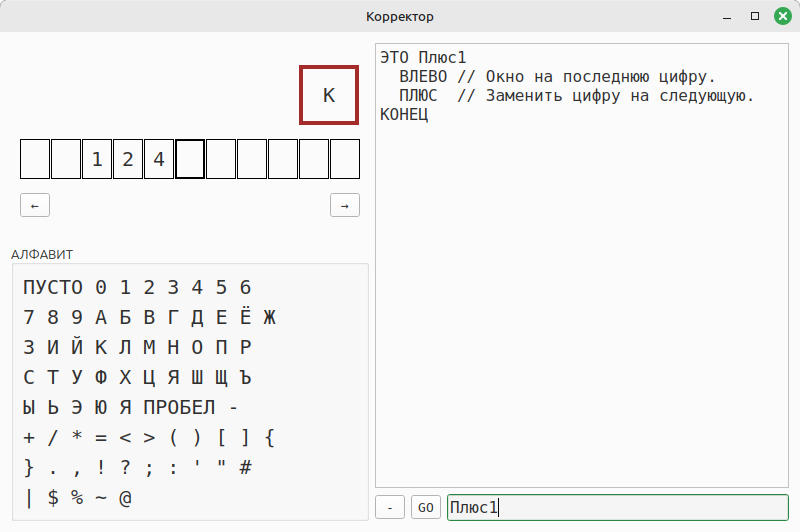 Корректор
К
1 2 4
←
→
АЛФАВИТ
ПУСТО 0 1 2 3 4 5 6
7 8 9 А Б В Г Д Е Ё Ж
З И Й К Л М Н О П Р
С Т У Ф Х Ц Я Ш Щ Ъ
Ы Ь Э Ю Я ПРОБЕЛ -
+ / * = < > ( ) [ ] {
} . , ! ? ; : ' " #
| $ % ~ @
ЭТО Плюс1
ВЛЕВО // Окно на последнюю цифру.
ПЛЮС // Заменить цифру на следующую.
КОНЕЦ
-
GO
Плюс1